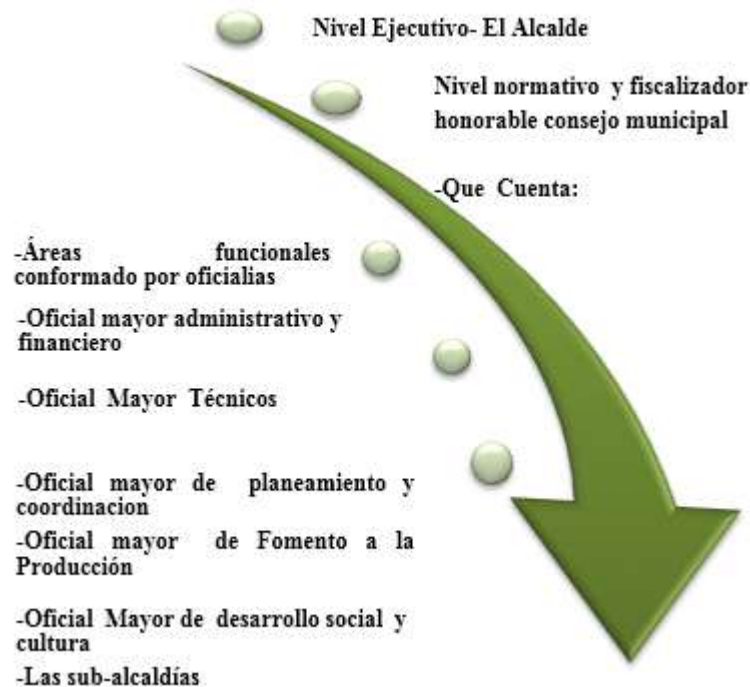 Nivel Ejecutivo- El Alcalde
Nivel normativo y fiscalizador
honorable consejo municipal
-Que Cuenta:
-Áreas funcionales
conformado por oficialias
-Oficial mayor administrativo y
financiero
-Oficial Mayor Técnicos
-Oficial mayor de planeamiento y
coordinacion
-Oficial mayor de Fomento a la
Producción
-Oficial Mayor de desarrollo social y
cultura
-Las sub-alcaldías